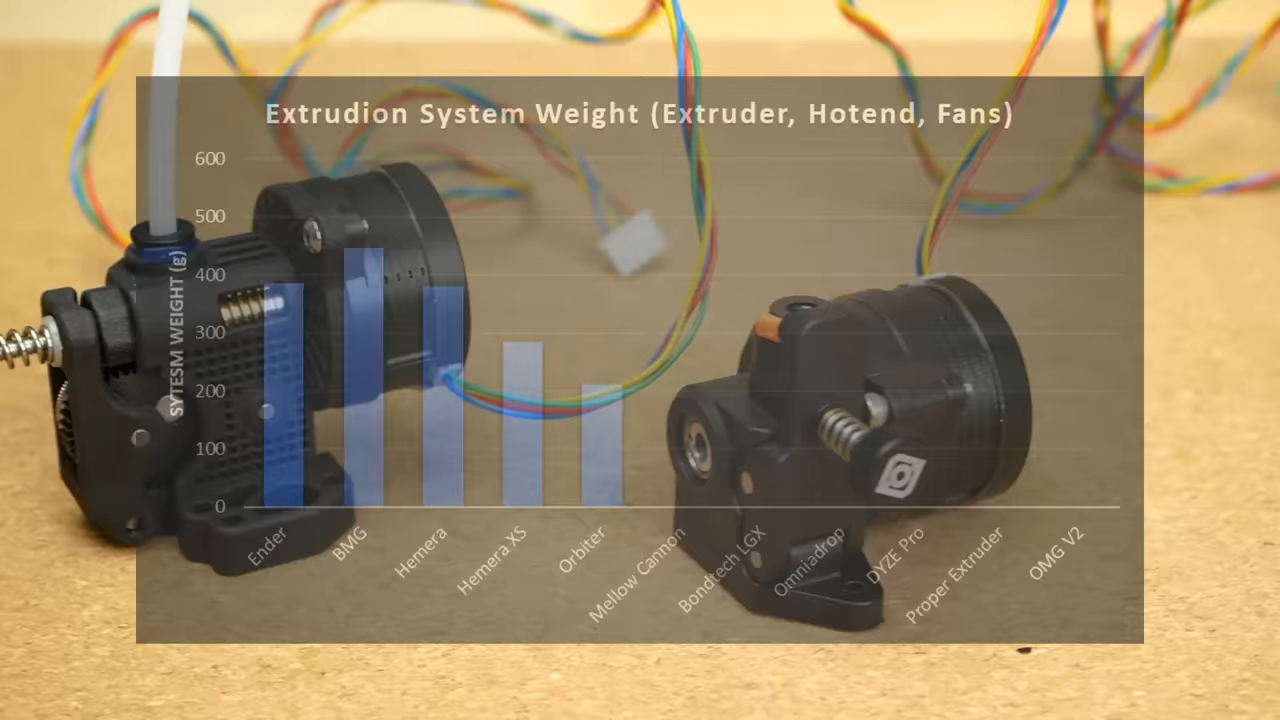 Extrudion System Weight (Extruder, Hotend, Fans)
SYTESM WEIGHT (g)
600
500
400
300
200
100
0
Ender
BMG
Hemera
Hemera XS
Orbiter
Mellow Cannon
Bondtech LGX
Omniadrop
DYZE Pro
Proper Extruder
OMG V2